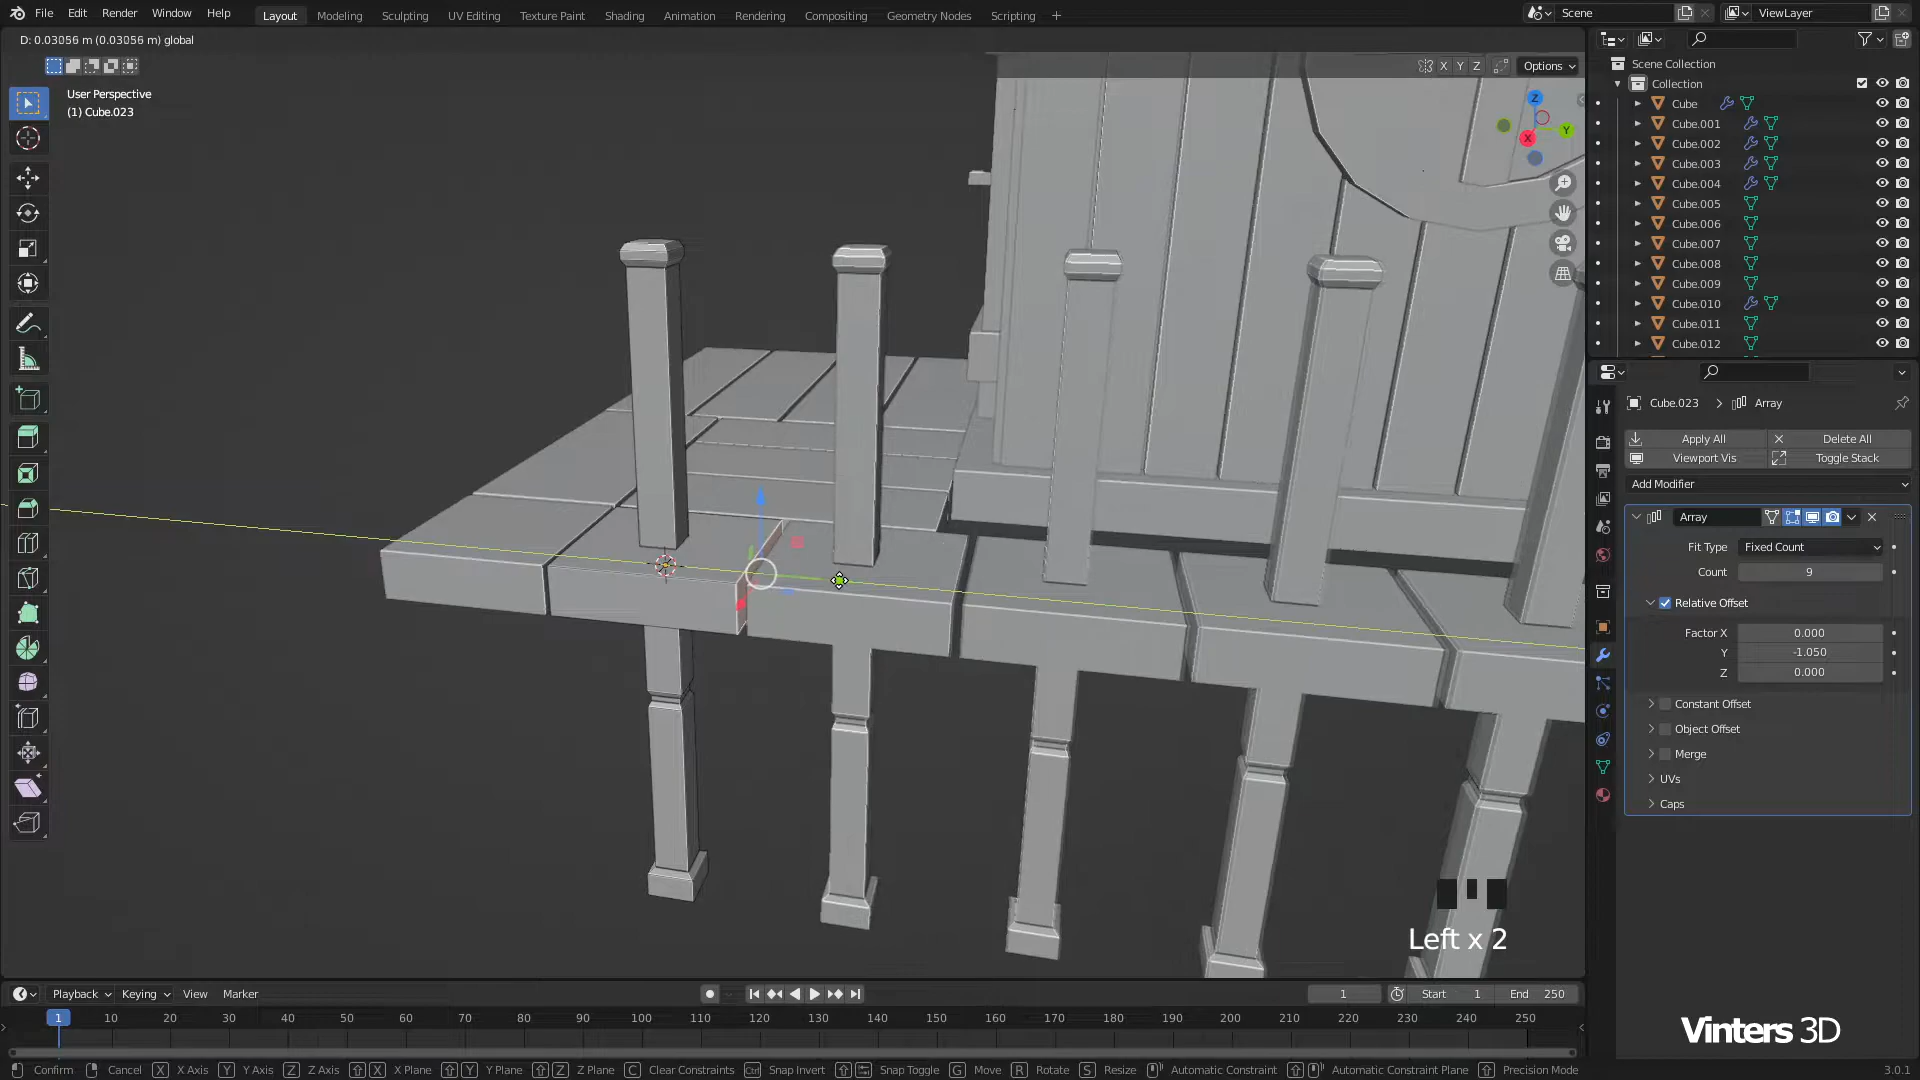 File Edit Render Window Help Layout Modeling Sculpting UV Editing Texture Paint Shading Animation Rendering Compositing Geometry Nodes Scripting + Scene ViewLayer
D: 0.03056 m (0.03056 m) global
X Y Z Options
User Perspective
(1) Cube.023
Z
Y
X
Scene Collection
Collection
Cube
Cube.001
Cube.002
Cube.003
Cube.004
Cube.005
Cube.006
Cube.007
Cube.008
Cube.009
Cube.010
Cube.011
Cube.012
Cube.023 > Array
Apply All Delete All
Viewport Vis Toggle Stack
Add Modifier
Array
Fit Type Fixed Count
Count 9
Relative Offset
Factor X 0.000
Y -1.050
Z 0.000
Constant Offset
Object Offset
Merge
UVs
Caps
Left x 2
Playback Keying View Marker 1 Start 1 End 250
1 10 20 30 40 50 60 70 80 90 100 110 120 130 140 150 160 170 180 190 200 210 220 230 240 250
Vinters 3D
Confirm Cancel X X Axis Y Y Axis Z Z Axis X X Plane Y Y Plane Z Z Plane C Clear Constraints Ctrl Snap Invert Snap Toggle G Move R Rotate S Resize Automatic Constraint Automatic Constraint Plane Precision Mode 3.0.1